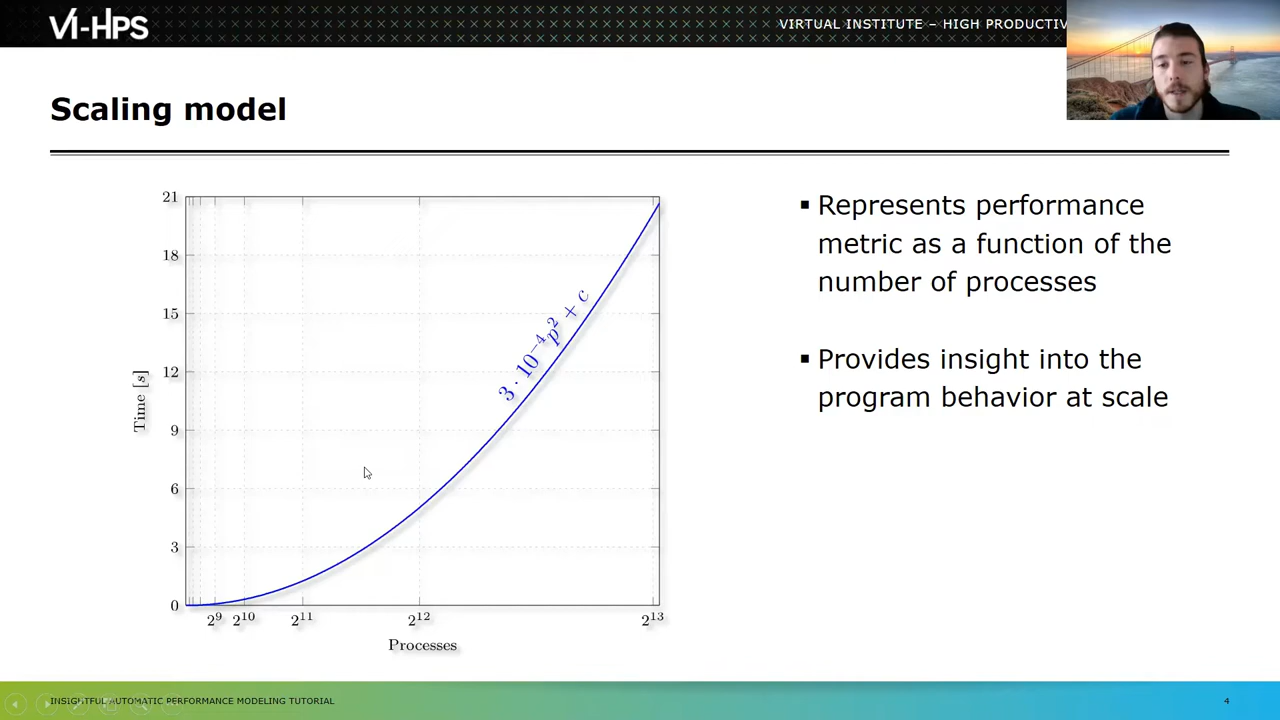 VI-HPS
VIRTUAL INSTITUTE – HIGH PRODUCTIV
Scaling model
21
18
15
12
9
6
3
0
Time [s]
3 · 10⁻⁴p² + c
2⁹ 2¹⁰ 2¹¹ 2¹² 2¹³
Processes
▪ Represents performance
metric as a function of the
number of processes
▪ Provides insight into the
program behavior at scale
INSIGHTFUL AUTOMATIC PERFORMANCE MODELING TUTORIAL
4